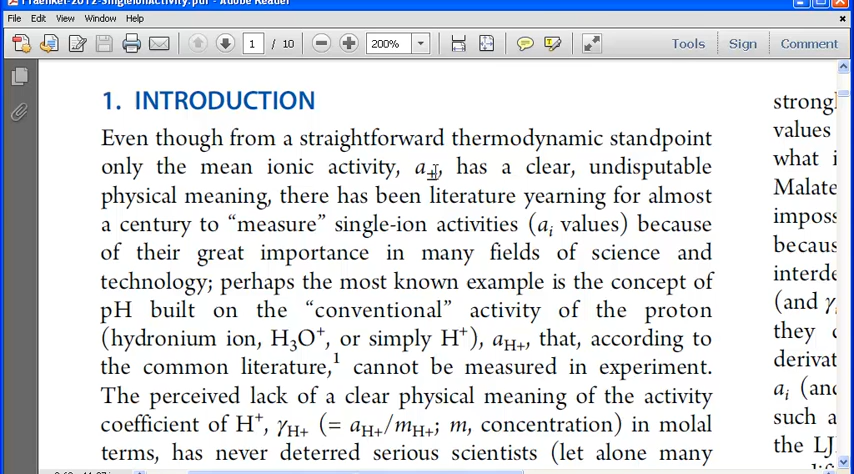 Fraenkel-2012-SingleIonActivity.pdf - Adobe Reader
File Edit View Window Help
1 / 10 200% Tools Sign Comment
1. INTRODUCTION
Even though from a straightforward thermodynamic standpoint
only the mean ionic activity, a±, has a clear, undisputable
physical meaning, there has been literature yearning for almost
a century to “measure” single-ion activities (ai values) because
of their great importance in many fields of science and
technology; perhaps the most known example is the concept of
pH built on the “conventional” activity of the proton
(hydronium ion, H3O+, or simply H+), aH+, that, according to
the common literature,1 cannot be measured in experiment.
The perceived lack of a clear physical meaning of the activity
coefficient of H+, γH+ (= aH+/mH+; m, concentration) in molal
terms, has never deterred serious scientists (let alone many
strong
values
what i
Malate
imposs
becaus
interde
(and γ
they
derivat
ai (and
such a
the LJ